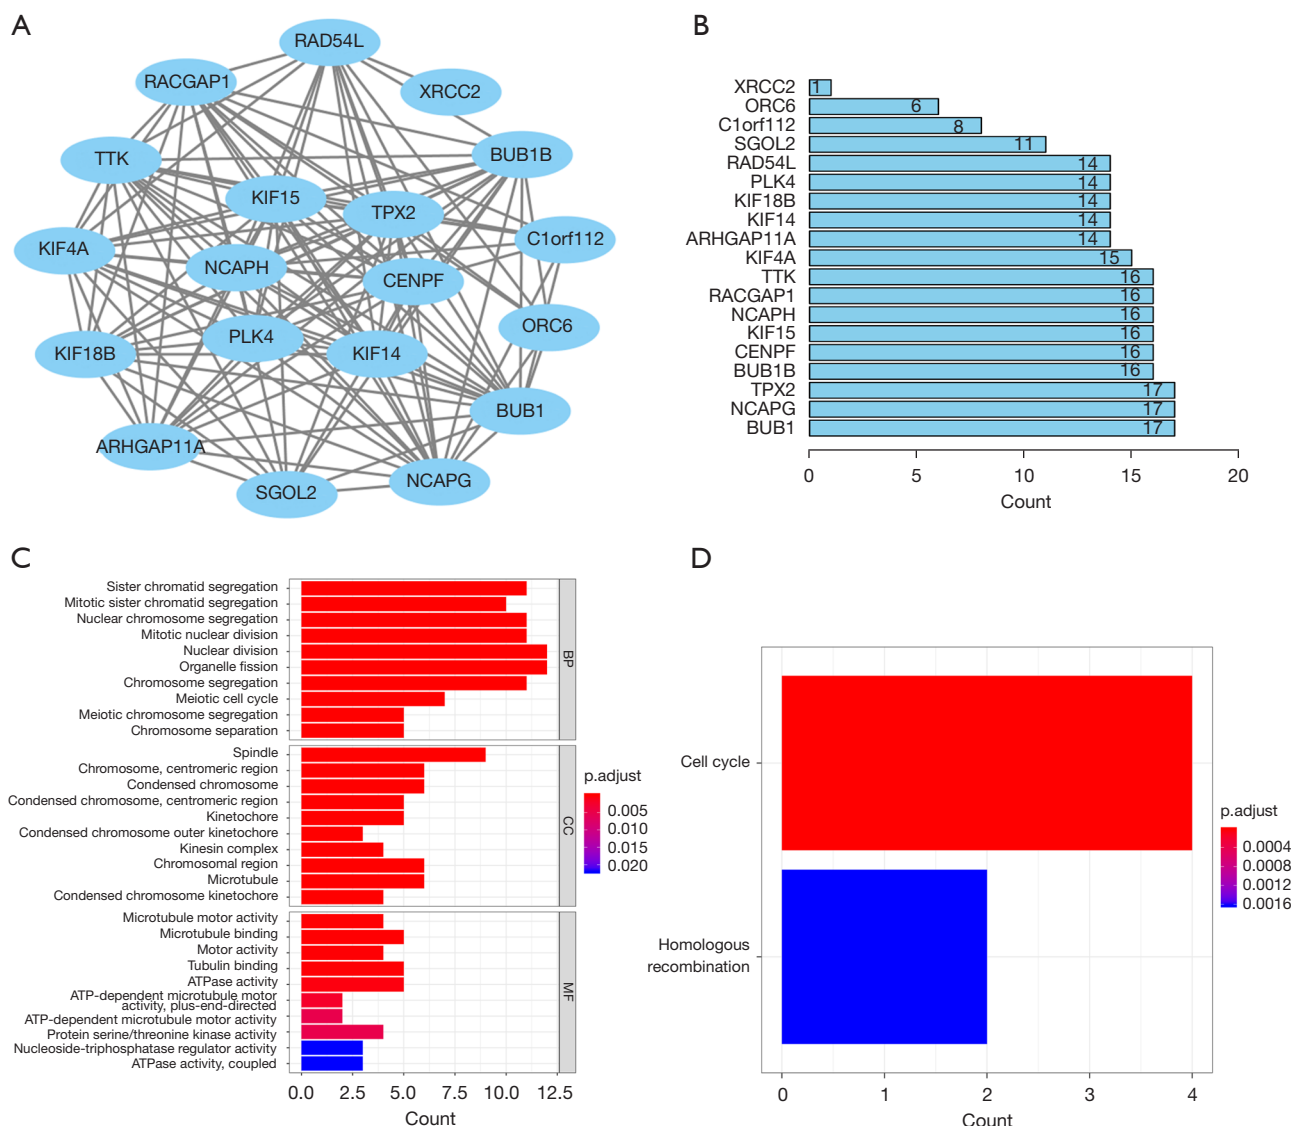 A
RAD54L
RACGAP1
XRCC2
TTK
BUB1B
KIF15
TPX2
KIF4A
C1orf112
NCAPH
CENPF
ORC6
PLK4
KIF18B
KIF14
BUB1
ARHGAP11A
NCAPG
SGOL2
B
XRCC2 1
ORC6 6
C1orf112 8
SGOL2 11
RAD54L 14
PLK4 14
KIF18B 14
KIF14 14
ARHGAP11A 14
KIF4A 15
TTK 16
RACGAP1 16
NCAPH 16
KIF15 16
CENPF 16
BUB1B 16
TPX2 17
NCAPG 17
BUB1 17
0 5 10 15 20
Count
C
Sister chromatid segregation
Mitotic sister chromatid segregation
Nuclear chromosome segregation
Mitotic nuclear division
Nuclear division
Organelle fission
Chromosome segregation
Meiotic cell cycle
Meiotic chromosome segregation
Chromosome separation
BP
Spindle
Chromosome, centromeric region
Condensed chromosome
Condensed chromosome, centromeric region
Kinetochore
Condensed chromosome outer kinetochore
Kinesin complex
Chromosomal region
Microtubule
Condensed chromosome kinetochore
CC
Microtubule motor activity
Microtubule binding
Motor activity
Tubulin binding
ATPase activity
ATP-dependent microtubule motor
activity, plus-end-directed
ATP-dependent microtubule motor activity
Protein serine/threonine kinase activity
Nucleoside-triphosphatase regulator activity
ATPase activity, coupled
MF
0.0 2.5 5.0 7.5 10.0 12.5
Count
p.adjust
0.005
0.010
0.015
0.020
D
Cell cycle
Homologous
recombination
0 1 2 3 4
Count
p.adjust
0.0004
0.0008
0.0012
0.0016